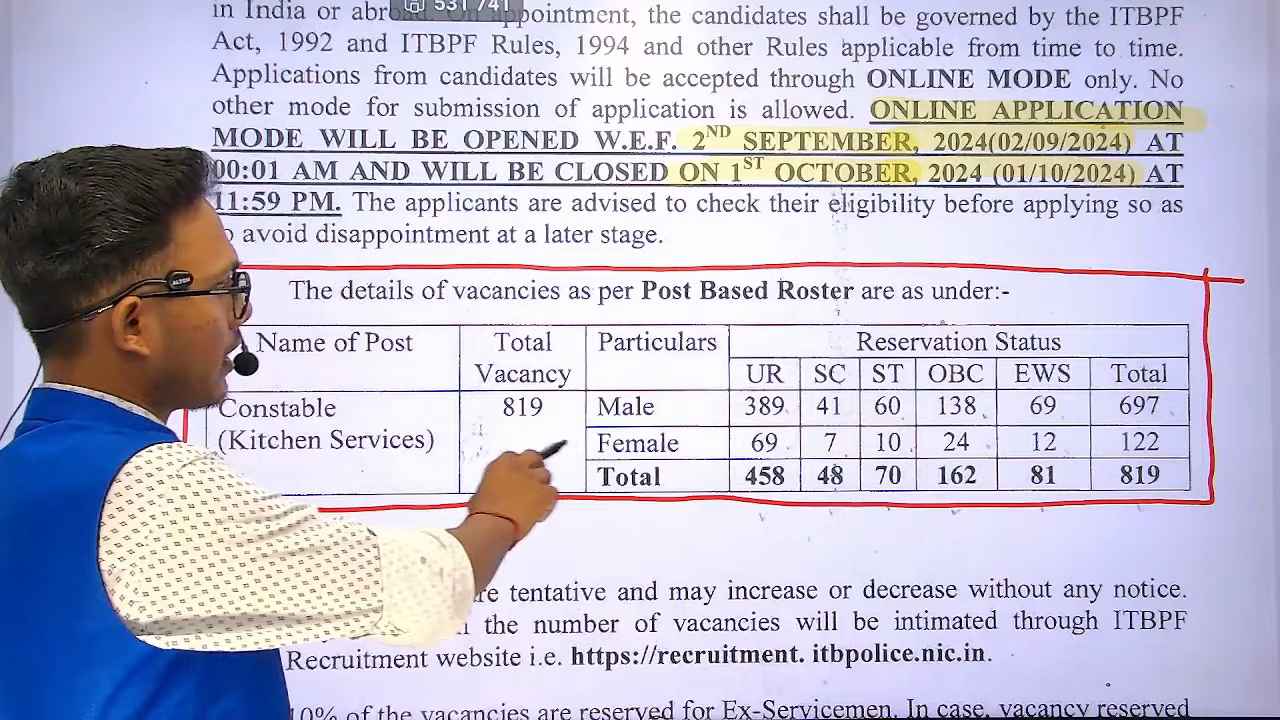 in India or abroad. On appointment, the candidates shall be governed by the ITBPF
531 741
Act, 1992 and ITBPF Rules, 1994 and other Rules applicable from time to time.
Applications from candidates will be accepted through ONLINE MODE only. No
other mode for submission of application is allowed. ONLINE APPLICATION
MODE WILL BE OPENED W.E.F. 2ND SEPTEMBER, 2024(02/09/2024) AT
00:01 AM AND WILL BE CLOSED ON 1ST OCTOBER, 2024 (01/10/2024) AT
11:59 PM. The applicants are advised to check their eligibility before applying so as
avoid disappointment at a later stage.
The details of vacancies as per Post Based Roster are as under:-
Name of Post Total Vacancy Particulars Reservation Status
UR SC ST OBC EWS Total
Constable (Kitchen Services) 819 Male 389 41 60 138 69 697
Female 69 7 10 24 12 122
Total 458 48 70 162 81 819
tentative and may increase or decrease without any notice.
the number of vacancies will be intimated through ITBPF
Recruitment website i.e. https://recruitment. itbpolice.nic.in.
10% of the vacancies are reserved for Ex-Servicemen. In case, vacancy reserved